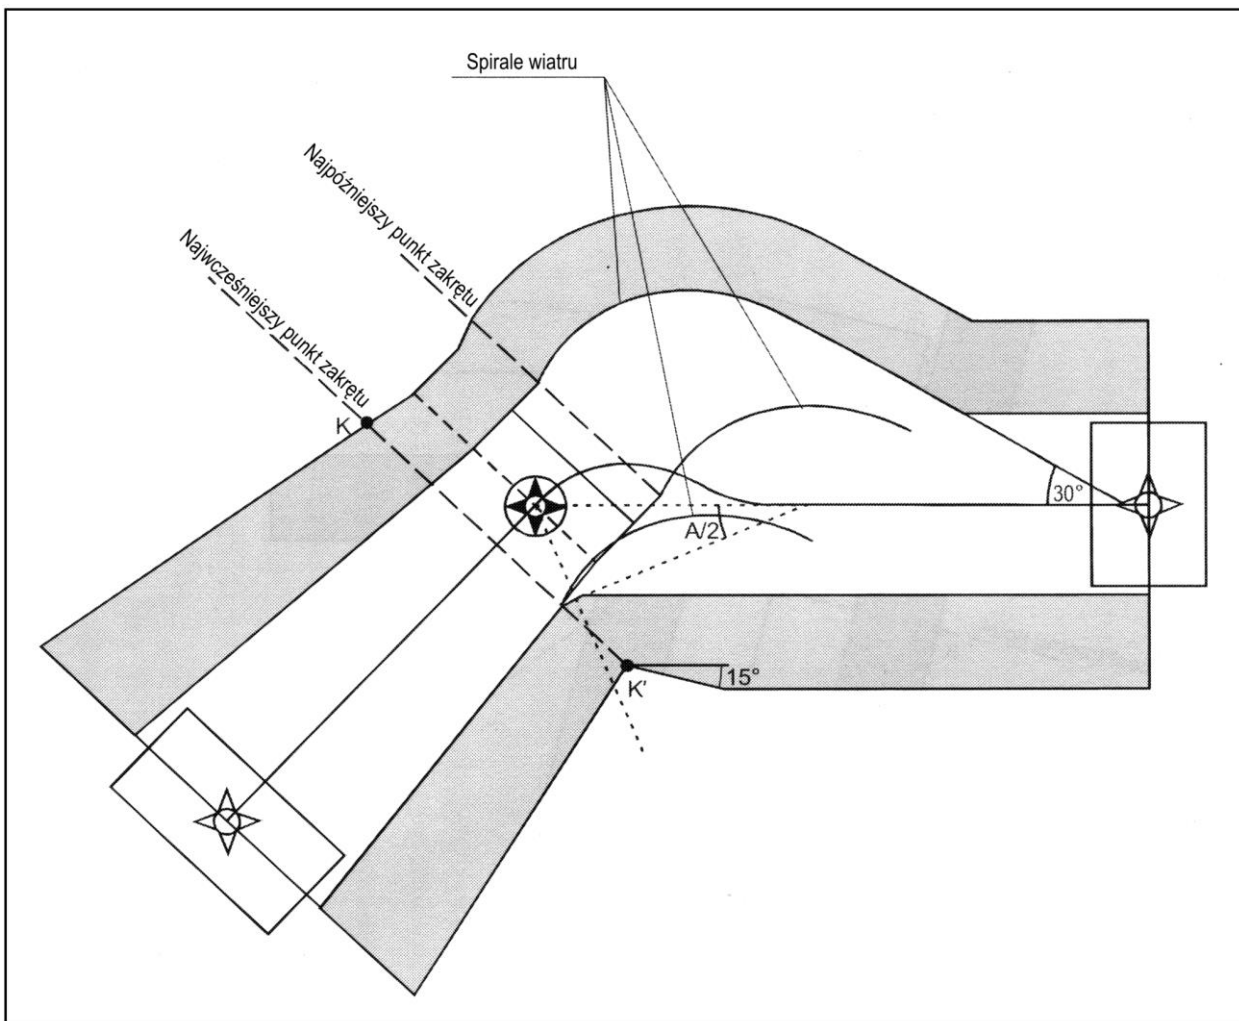 Spirale wiatru
Najpóźniejszy punkt zakrętu
Najwcześniejszy punkt zakrętu
K
A/2
30°
K'
15°